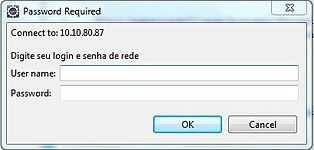 Password Required
Connect to: 10.10.80.87
Digite seu login e senha de rede
User name:
Password:
OK Cancel